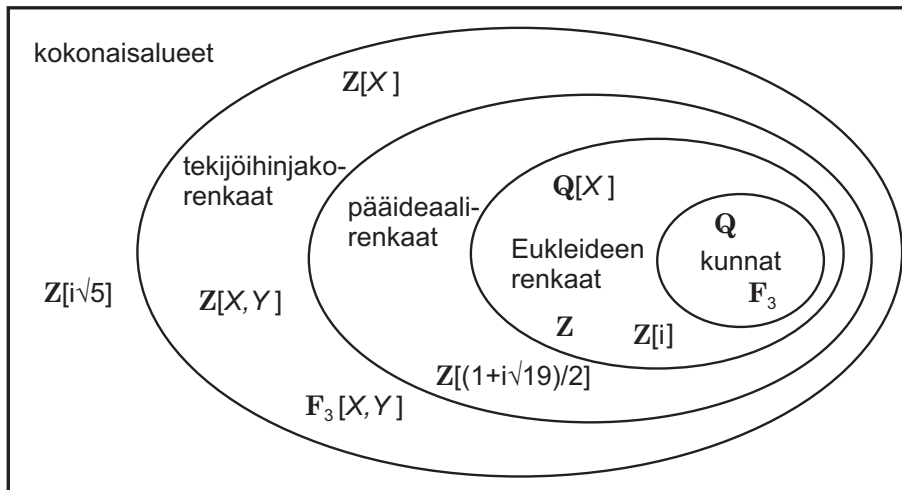 kokonaisalueet
Z[X]
tekijöihinjako-
renkaat
pääideaali-
renkaat
Q[X]
Q
Eukleideen
renkaat
kunnat
F₃
Z[i√5]
Z[X,Y]
Z
Z[i]
Z[(1+i√19)/2]
F₃[X,Y]